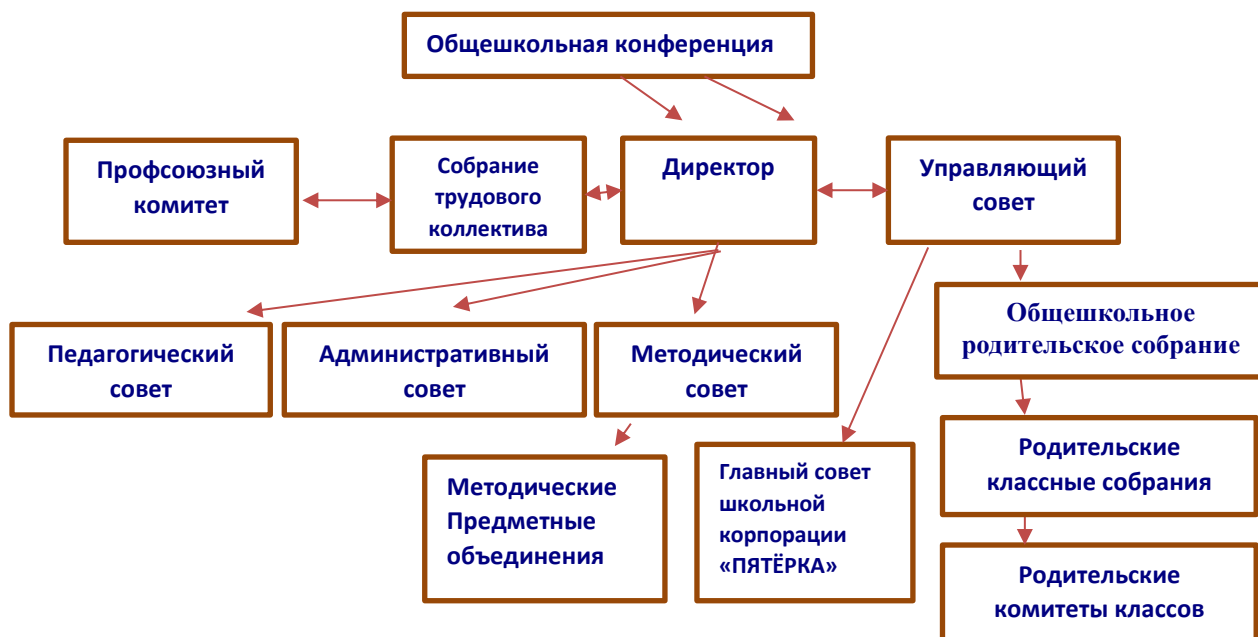 Общешкольная конференция
Профсоюзный
комитет
Собрание
трудового
коллектива
Директор
Управляющий
совет
Педагогический
совет
Административный
совет
Методический
совет
Общешкольное
родительское собрание
Методические
Предметные
объединения
Главный совет
школьной
корпорации
«ПЯТЁРКА»
Родительские
классные собрания
Родительские
комитеты классов